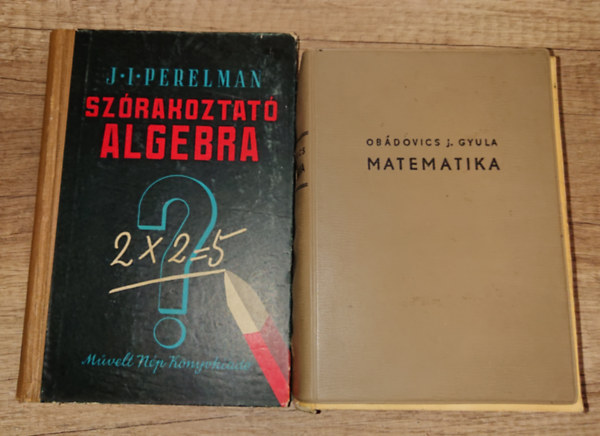 J·I·PERELMAN
SZÓRAKOZTATÓ
ALGEBRA
?
2×2=5
Művelt Nép Könyvkiadó
OBÁDOVICS J. GYULA
MATEMATIKA